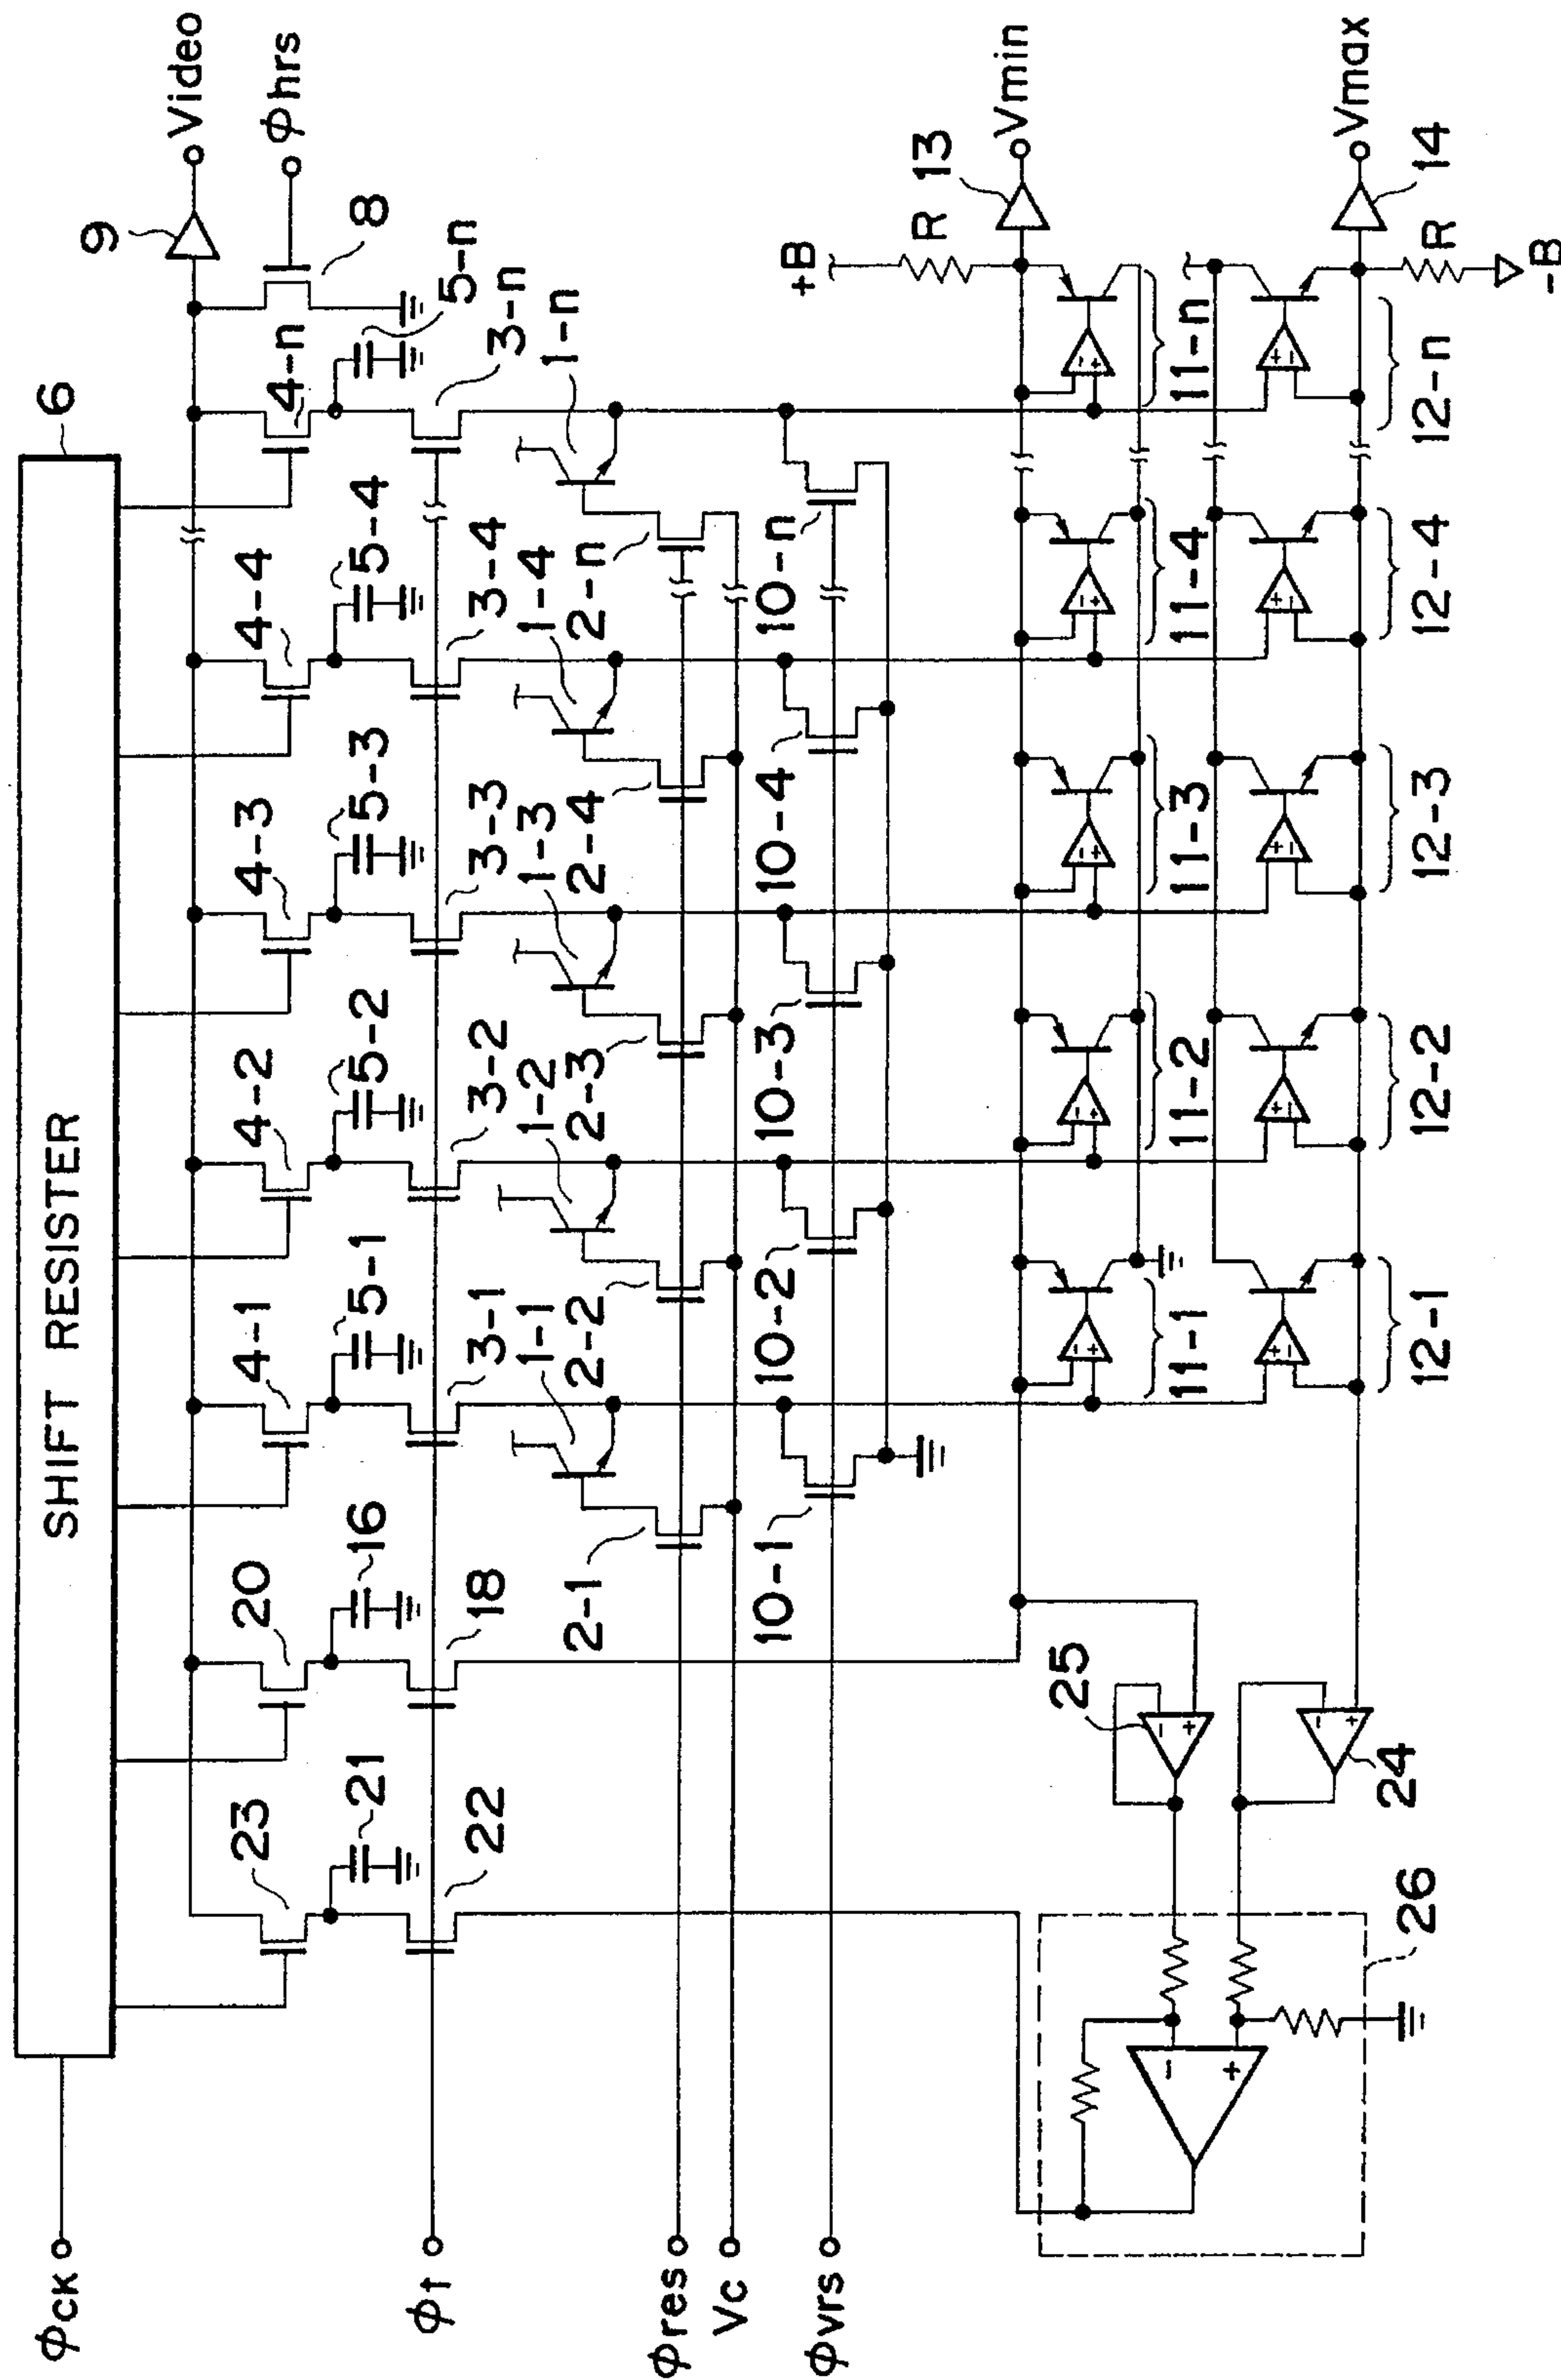 SHIFT RESISTER
6
φck
φt
φres
Vc
φvrs
Video
φhrs
9
8
23
20
4-1
4-2
4-3
4-4
4-n
21
16
5-1
5-2
5-3
5-4
5-n
22
18
3-1
3-2
3-3
3-4
3-n
1-1
1-2
1-3
1-4
1-n
2-1
2-2
2-3
2-4
2-n
10-1
10-2
10-3
10-4
10-n
+B
R
13
Vmin
25
- +
11-1
11-2
11-3
11-4
11-n
24
12-1
12-2
12-3
12-4
12-n
Vmax
14
R
-B
26
- +